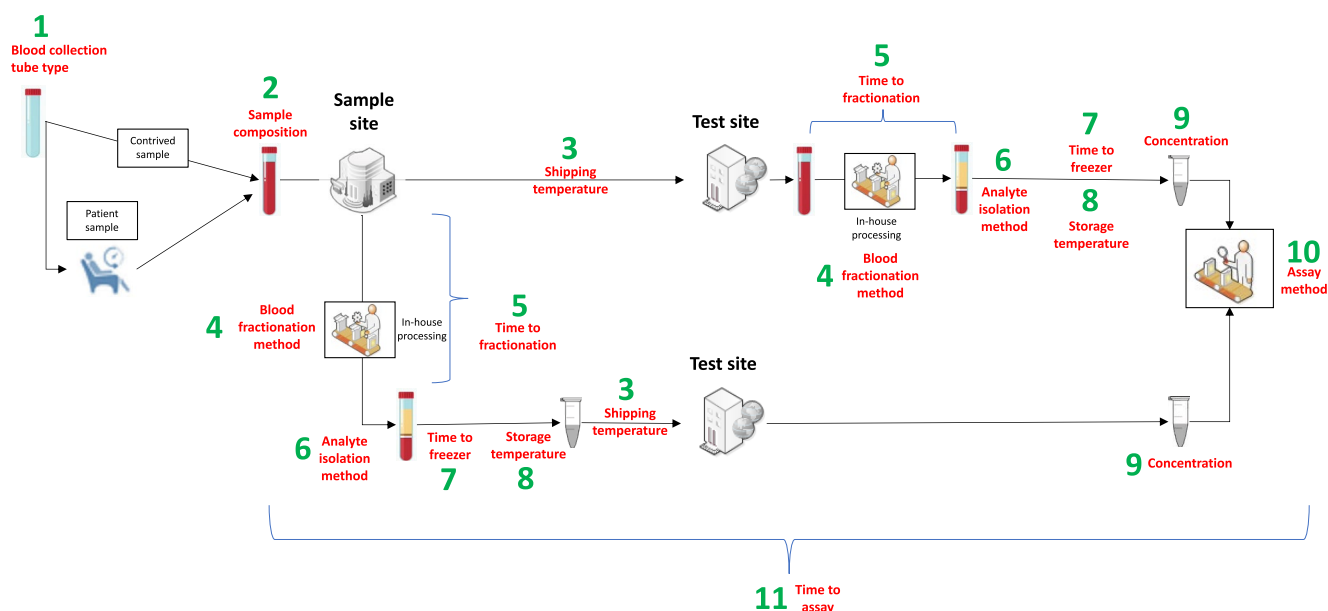 1
Blood collection
tube type
2
Sample
composition
Contrived
sample
Patient
sample
Sample
site
3
Shipping
temperature
Test site
5
Time to
fractionation
In-house
processing
4
Blood
fractionation
method
6
Analyte
isolation
method
7
Time to
freezer
8
Storage
temperature
9
Concentration
10
Assay
method
4
Blood
fractionation
method
In-house
processing
5
Time to
fractionation
6
Analyte
isolation
method
Time to
freezer
7
Storage
temperature
8
3
Shipping
temperature
Test site
9
Concentration
11
Time to
assay